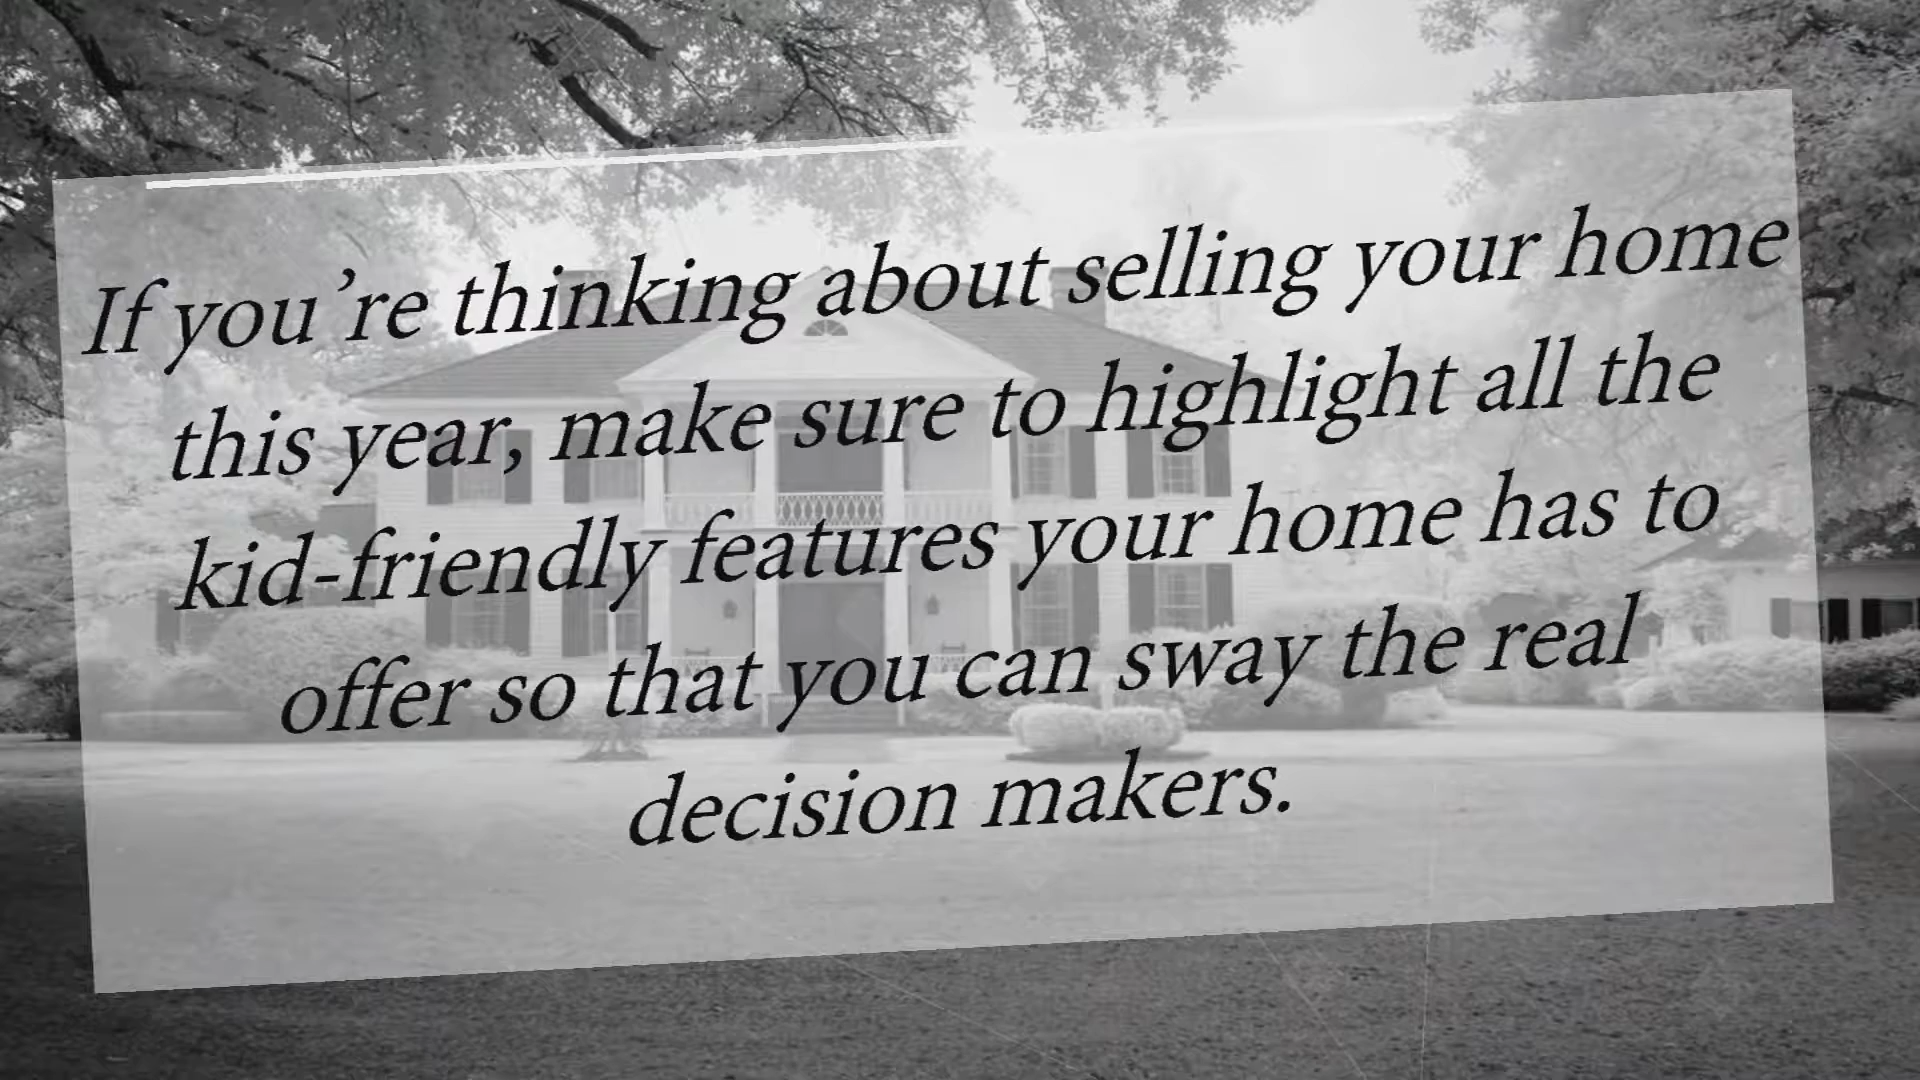 If you’re thinking about selling your home
this year, make sure to highlight all the
kid-friendly features your home has to
offer so that you can sway the real
decision makers.